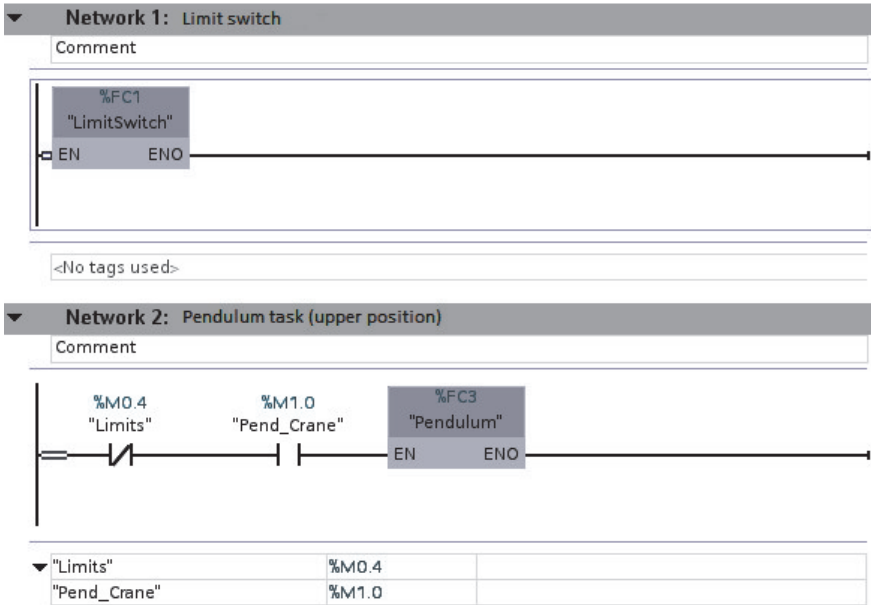 Network 1: Limit switch
Comment
%FC1
"LimitSwitch"
EN ENO
<No tags used>
Network 2: Pendulum task (upper position)
Comment
%M0.4 %M1.0 %FC3
"Limits" "Pend_Crane" "Pendulum"
EN ENO
"Limits" %M0.4
"Pend_Crane" %M1.0